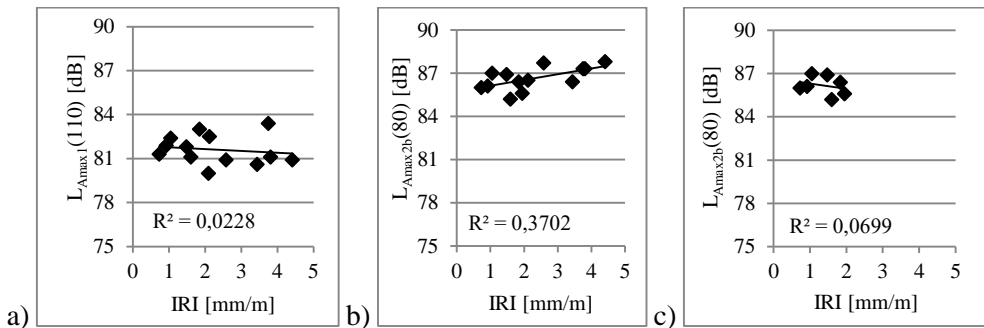 a)
L_Amax1(110) [dB]
90
87
84
81
78
75
R² = 0,0228
0 1 2 3 4 5
IRI [mm/m]
b)
L_Amax2b(80) [dB]
90
87
84
81
78
75
R² = 0,3702
0 1 2 3 4 5
IRI [mm/m]
c)
L_Amax2b(80) [dB]
90
87
84
81
78
75
R² = 0,0699
0 1 2 3 4 5
IRI [mm/m]